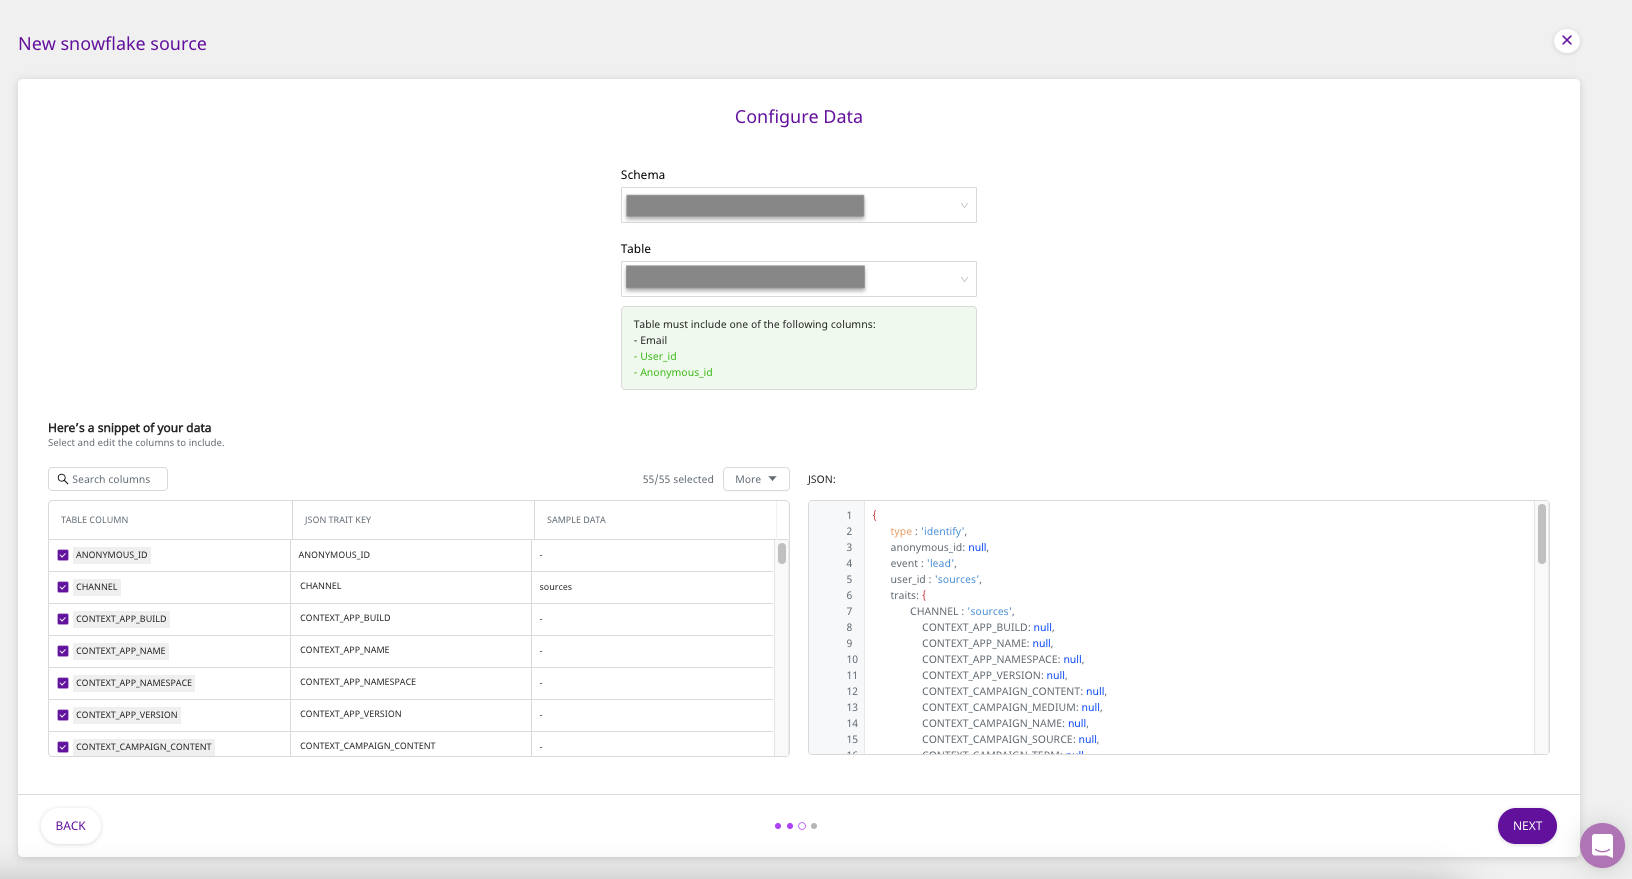 New snowflake source
Configure Data
Schema
Table
Table must include one of the following columns:
- Email
- User_id
- Anonymous_id
Here's a snippet of your data
Select and edit the columns to include.
Search columns
55/55 selected
More
JSON:
TABLE COLUMN JSON TRAIT KEY SAMPLE DATA
ANONYMOUS_ID ANONYMOUS_ID -
CHANNEL CHANNEL sources
CONTEXT_APP_BUILD CONTEXT_APP_BUILD -
CONTEXT_APP_NAME CONTEXT_APP_NAME -
CONTEXT_APP_NAMESPACE CONTEXT_APP_NAMESPACE -
CONTEXT_APP_VERSION CONTEXT_APP_VERSION -
CONTEXT_CAMPAIGN_CONTENT CONTEXT_CAMPAIGN_CONTENT -
1 {
2 type : 'identify',
3 anonymous_id: null,
4 event : 'lead',
5 user_id : 'sources',
6 traits: {
7 CHANNEL : 'sources',
8 CONTEXT_APP_BUILD: null,
9 CONTEXT_APP_NAME: null,
10 CONTEXT_APP_NAMESPACE: null,
11 CONTEXT_APP_VERSION: null,
12 CONTEXT_CAMPAIGN_CONTENT: null,
13 CONTEXT_CAMPAIGN_MEDIUM: null,
14 CONTEXT_CAMPAIGN_NAME: null,
15 CONTEXT_CAMPAIGN_SOURCE: null,
16 CONTEXT_CAMPAIGN_TERM: null,
BACK
NEXT